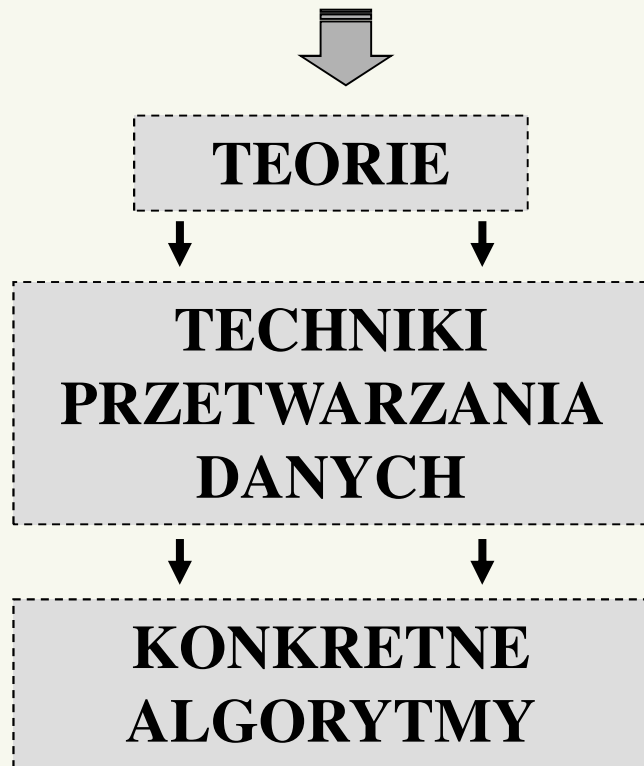 TEORIE
TECHNIKI
PRZETWARZANIA
DANYCH
KONKRETNE
ALGORYTMY